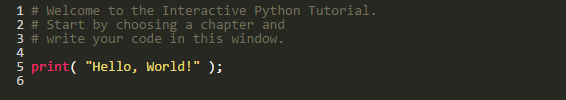 1 # Welcome to the Interactive Python Tutorial.
2 # Start by choosing a chapter and
3 # write your code in this window.
4
5 print( "Hello, World!" );
6